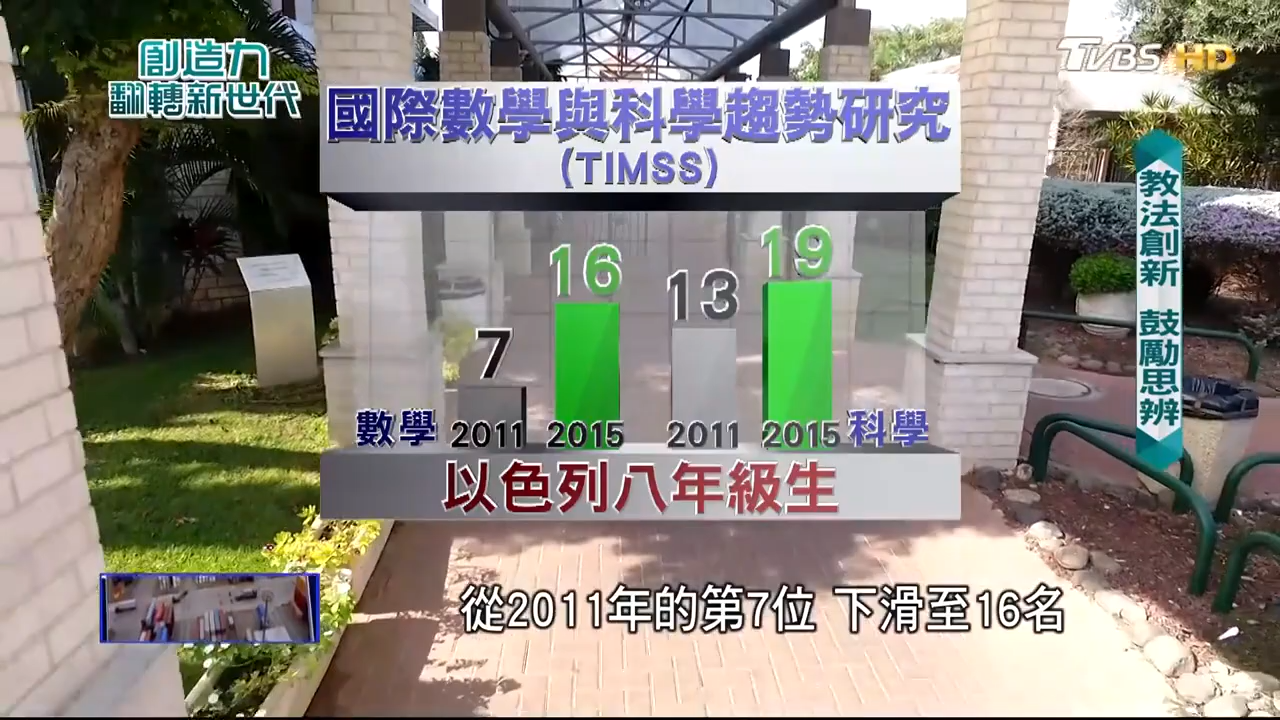 創造力
翻轉新世代
TVBS HD
國際數學與科學趨勢研究
(TIMSS)
教法創新 鼓勵思辨
16
19
13
7
數學 2011 2015 2011 2015 科學
以色列八年級生
從2011年的第7位 下滑至16名